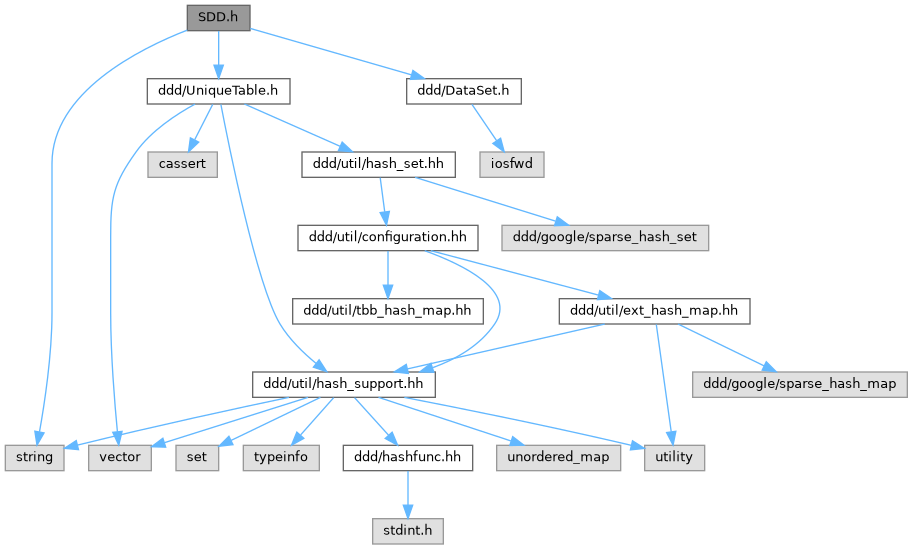 SDD.h
ddd/UniqueTable.h
ddd/DataSet.h
cassert
ddd/util/hash_set.hh
iosfwd
ddd/util/configuration.hh
ddd/google/sparse_hash_set
ddd/util/tbb_hash_map.hh
ddd/util/ext_hash_map.hh
ddd/util/hash_support.hh
ddd/google/sparse_hash_map
string
vector
set
typeinfo
ddd/hashfunc.hh
unordered_map
utility
stdint.h